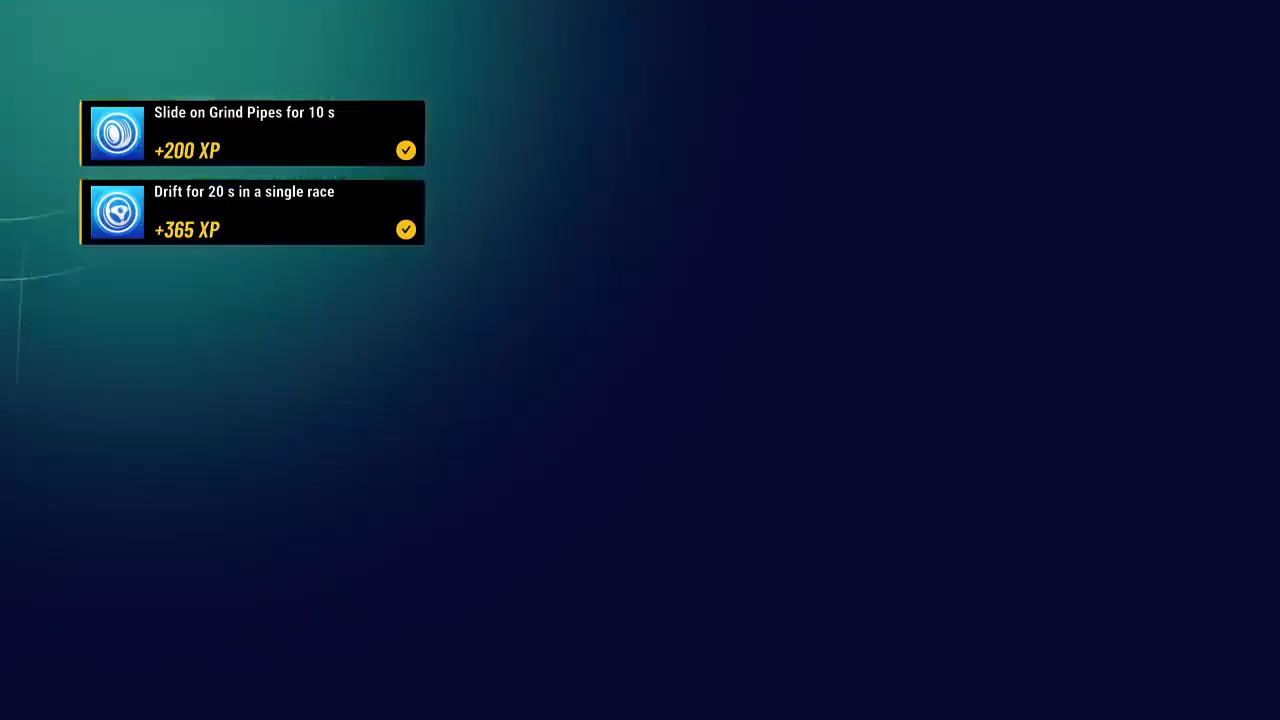 Slide on Grind Pipes for 10 s
+200 XP
Drift for 20 s in a single race
+365 XP